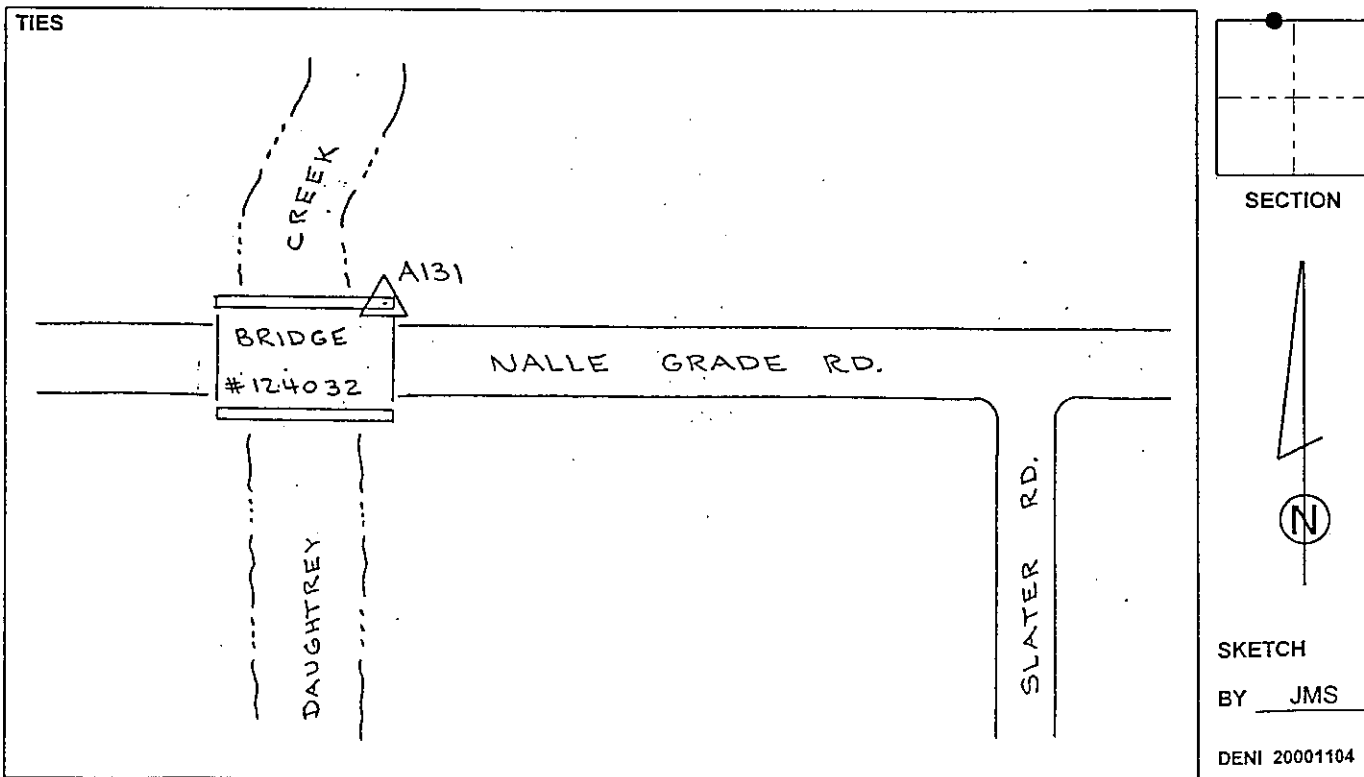 TIES
CREEK
A131
BRIDGE
#124032
NALLE GRADE RD.
DAUGHTREY
SLATER RD.
SECTION
N
SKETCH
BY JMS
DENI 20001104